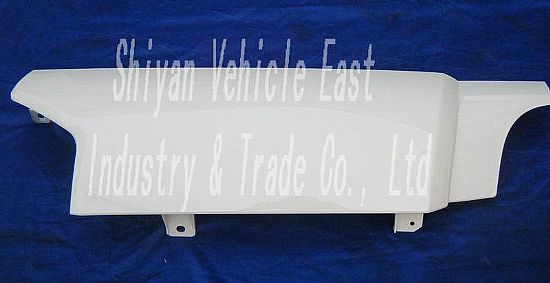 Shiyan Vehicle East
Industry & Trade Co., Ltd